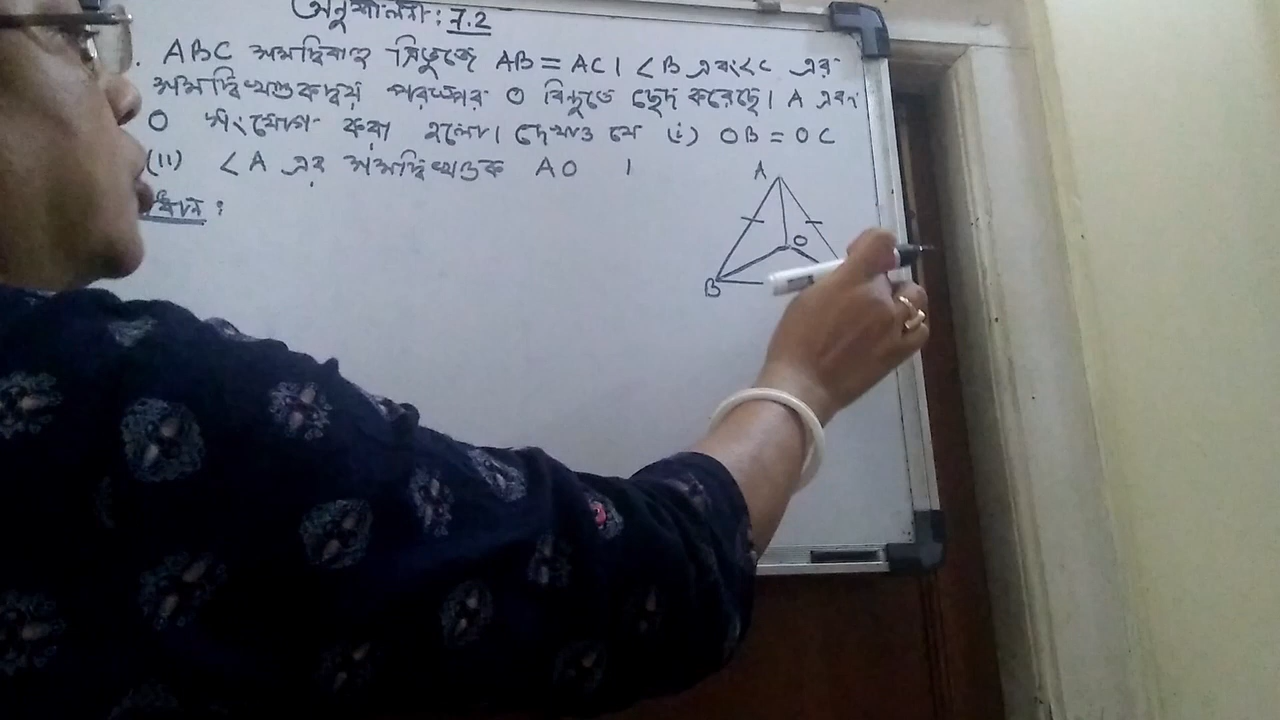 অনুশীলনী : 7.2
. ABC সমদ্বিবাহু ত্রিভুজে AB = AC। <B এবং <C এর
সমদ্বিখণ্ডকদ্বয় পরস্পর O বিন্দুতে ছেদ করেছে। A এবং
O সংযোগ করা হলো। দেখাও যে (i) OB = OC
(ii) <A এর সমদ্বিখণ্ডক AO ।
A
O
B